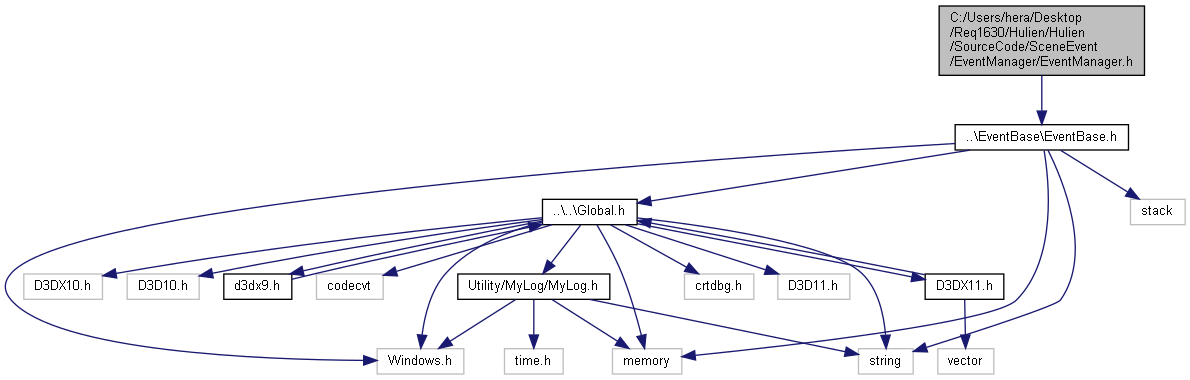 C:/Users/hera/Desktop
/Req1630/Hulien/Hulien
/SourceCode/SceneEvent
/EventManager/EventManager.h
..\EventBase\EventBase.h
..\..\Global.h
stack
D3DX10.h
D3D10.h
d3dx9.h
codecvt
Utility/MyLog/MyLog.h
crtdbg.h
D3D11.h
D3DX11.h
Windows.h
time.h
memory
string
vector